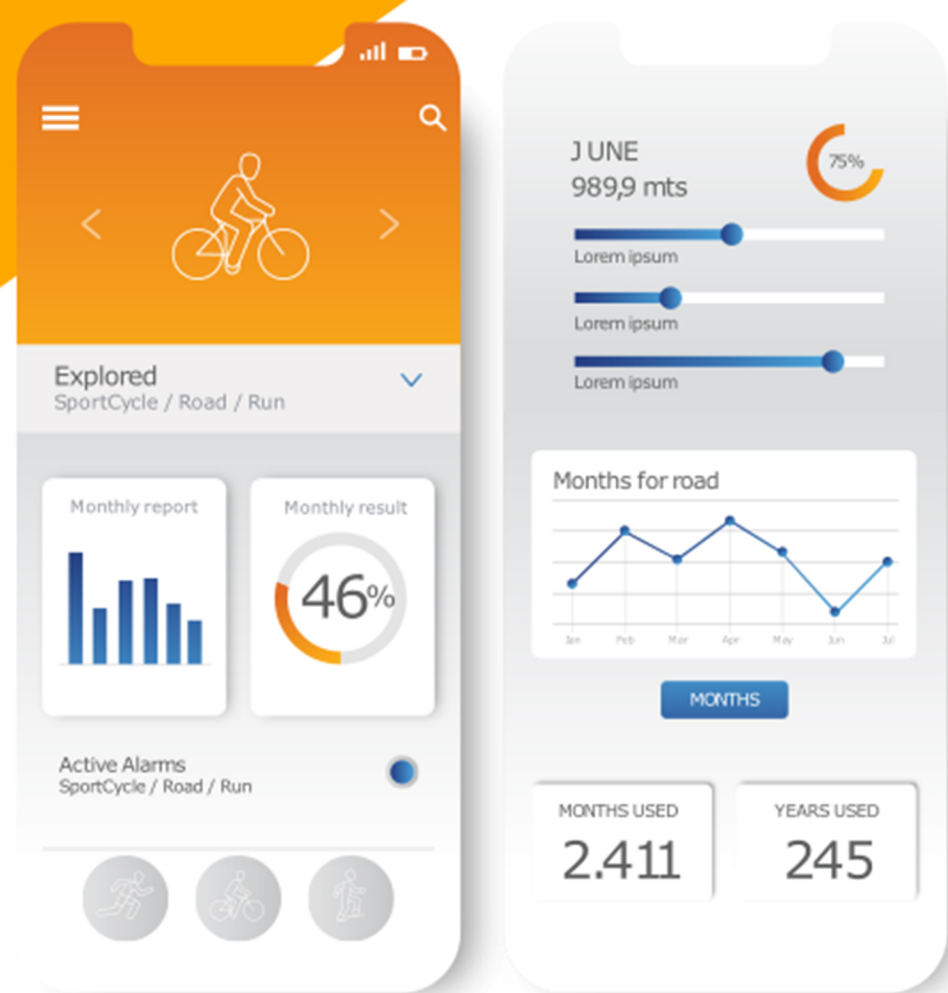 Explored
SportCycle / Road / Run
Monthly report
Monthly result
46%
Active Alarms
SportCycle / Road / Run
JUNE
989,9 mts
75%
Lorem ipsum
Lorem ipsum
Lorem ipsum
Months for road
Jan Feb Mar Apr May Jun Jul
MONTHS
MONTHS USED
2.411
YEARS USED
245